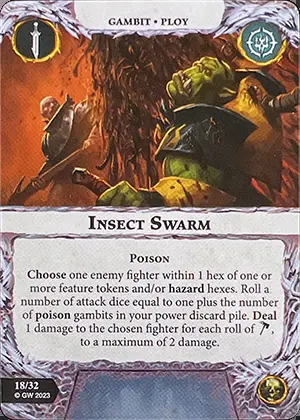 GAMBIT • PLOY
INSECT SWARM
POISON
Choose one enemy fighter within 1 hex of one or
more feature tokens and/or hazard hexes. Roll a
number of attack dice equal to one plus the number
of poison gambits in your power discard pile. Deal
1 damage to the chosen fighter for each roll of ,
to a maximum of 2 damage.
18/32
© GW 2023